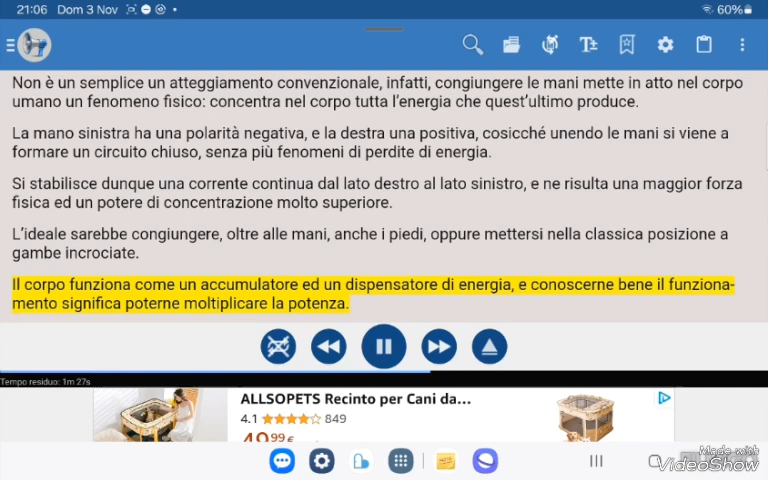 21:06 Dom 3 Nov
60%
Non è un semplice un atteggiamento convenzionale, infatti, congiungere le mani mette in atto nel corpo
umano un fenomeno fisico: concentra nel corpo tutta l'energia che quest'ultimo produce.
La mano sinistra ha una polarità negativa, e la destra una positiva, cosicché unendo le mani si viene a
formare un circuito chiuso, senza più fenomeni di perdite di energia.
Si stabilisce dunque una corrente continua dal lato destro al lato sinistro, e ne risulta una maggior forza
fisica ed un potere di concentrazione molto superiore.
L'ideale sarebbe congiungere, oltre alle mani, anche i piedi, oppure mettersi nella classica posizione a
gambe incrociate.
Il corpo funziona come un accumulatore ed un dispensatore di energia, e conoscerne bene il funziona-
mento significa poterne moltiplicare la potenza.
Tempo residuo: 1m 27s
ALLSOPETS Recinto per Cani da...
4.1 849
49,99 €
Made with
VideoShow